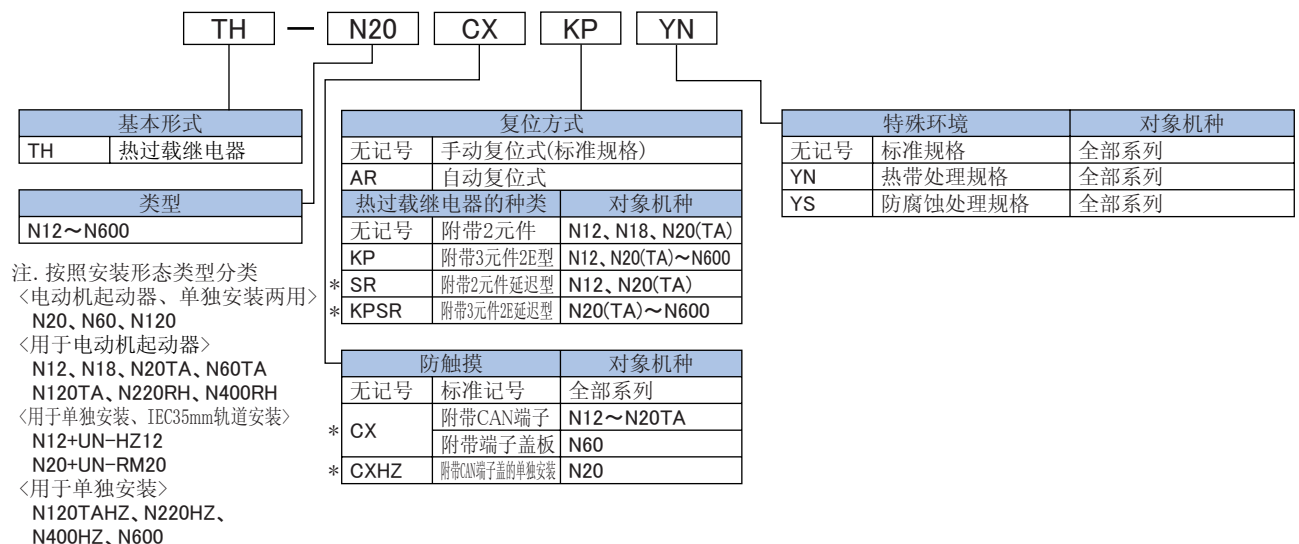 TH — N20 CX KP YN
基本形式
TH 热过载继电器
类型
N12～N600
注.按照安装形态类型分类
〈电动机起动器、单独安装两用〉
N20、N60、N120
〈用于电动机起动器〉
N12、N18、N20TA、N60TA
N120TA、N220RH、N400RH
〈用于单独安装、IEC35mm轨道安装〉
N12+UN-HZ12
N20+UN-RM20
〈用于单独安装〉
N120TAHZ、N220HZ、
N400HZ、N600
复位方式
无记号 手动复位式(标准规格)
AR 自动复位式
热过载继电器的种类 对象机种
无记号 附带2元件 N12、N18、N20(TA)
KP 附带3元件2E型 N12、N20(TA)～N600
* SR 附带2元件延迟型 N12、N20(TA)
* KPSR 附带3元件2E延迟型 N20(TA)～N600
防触摸 对象机种
无记号 标准记号 全部系列
* CX 附带CAN端子 N12～N20TA
附带端子盖板 N60
* CXHZ 附带CAN端子盖的单独安装 N20
特殊环境 对象机种
无记号 标准规格 全部系列
YN 热带处理规格 全部系列
YS 防腐蚀处理规格 全部系列